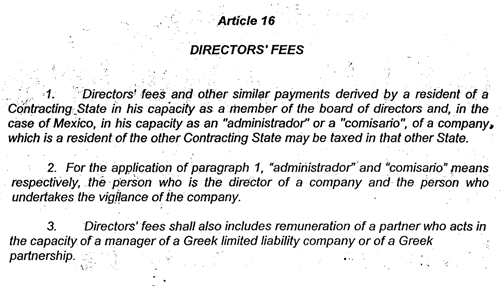 Article 16
DIRECTORS' FEES
1. Directors' fees and other similar payments derived by a resident of a
Contracting State in his capacity as a member of the board of directors and, in the
case of Mexico, in his capacity as an "administrador" or a "comisario", of a company,
which is a resident of the other Contracting State may be taxed in that other State.
2. For the application of paragraph 1, "administrador" and "comisario" means
respectively, the person who is the director of a company and the person who
undertakes the vigilance of the company.
3. Directors' fees shall also includes remuneration of a partner who acts in
the capacity of a manager of a Greek limited liability company or of a Greek
partnership.